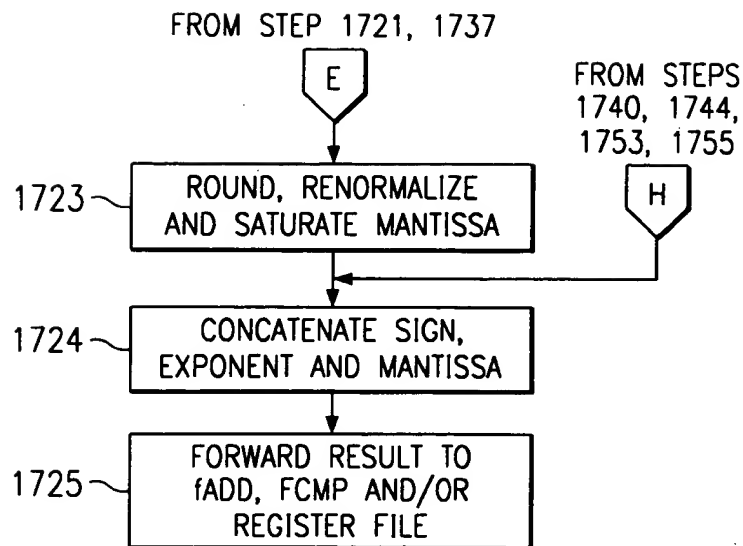 FROM STEP 1721, 1737
E
FROM STEPS
1740, 1744,
1753, 1755
H
1723
ROUND, RENORMALIZE
AND SATURATE MANTISSA
1724
CONCATENATE SIGN,
EXPONENT AND MANTISSA
1725
FORWARD RESULT TO
fADD, FCMP AND/OR
REGISTER FILE